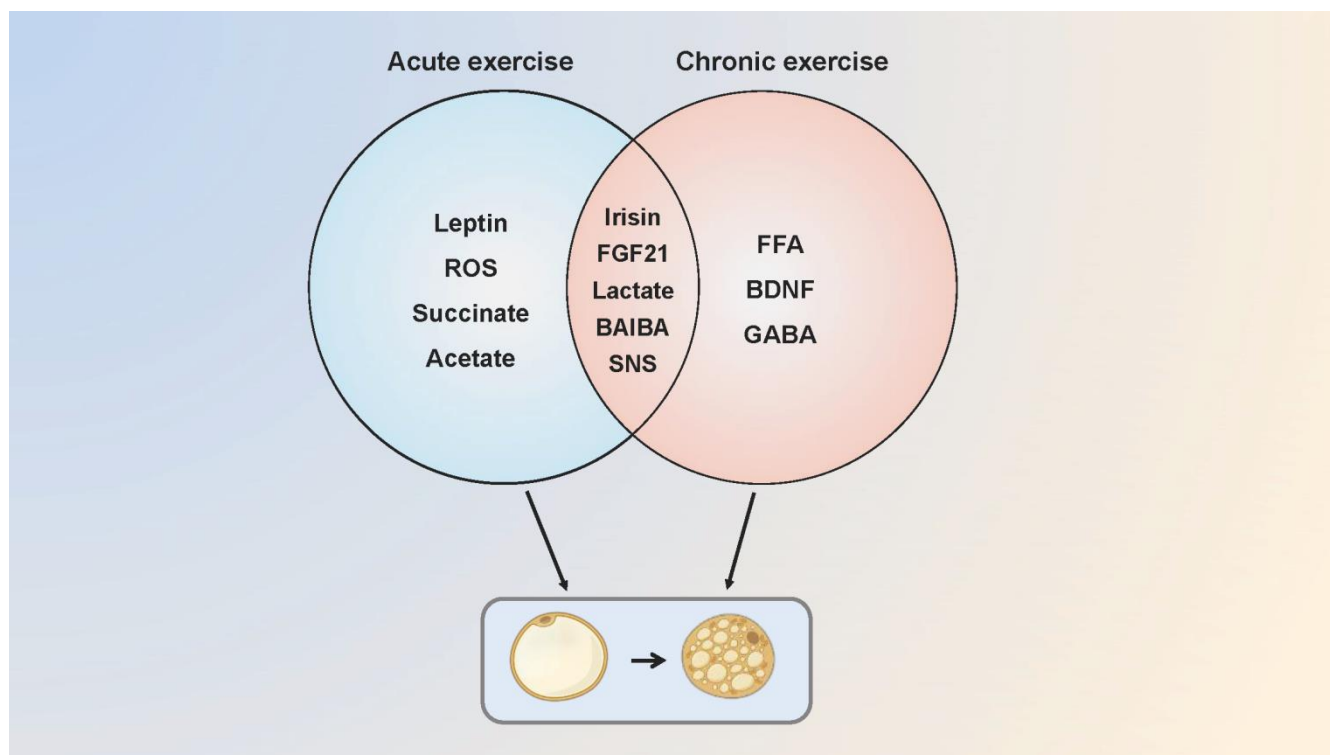 Acute exercise
Chronic exercise
Leptin
ROS
Succinate
Acetate
Irisin
FGF21
Lactate
BAIBA
SNS
FFA
BDNF
GABA